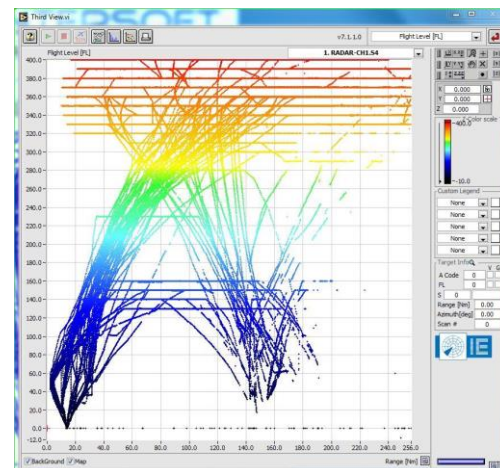 Third View.vi
v7.1.1.0
Flight Level [FL]
Flight Level [FL]
1. RADAR-CH1.S4
400.0
380.0
360.0
340.0
320.0
300.0
280.0
260.0
240.0
220.0
200.0
180.0
160.0
140.0
120.0
100.0
80.0
60.0
40.0
20.0
0.0
-12.0
0.0 20.0 40.0 60.0 80.0 100.0 120.0 140.0 160.0 180.0 200.0 220.0 240.0 256.0
BackGround Map
Range [Nm]
X 0.000
Y 0.000
Z 0.000
Z-Color scale
-400.0
-10.0
Custom Legend
None
None
None
None
None
Target Info
V G
A Code 0
FL 0
S 0
Range [Nm] 0.00
Azimuth[deg] 0.00
Scan # 0
iE